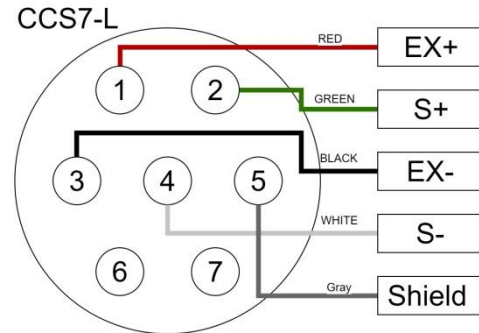 CCS7-L
RED
EX+
1
2
GREEN
S+
BLACK
EX-
3
4
5
WHITE
S-
6
7
Gray
Shield